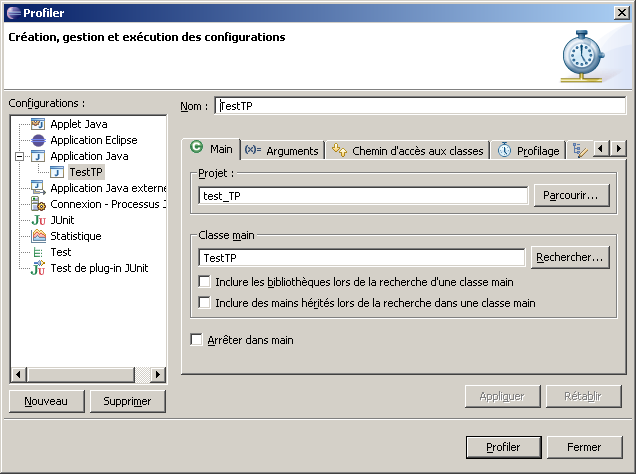 Profiler
Création, gestion et exécution des configurations
Configurations :
Applet Java
Application Eclipse
Application Java
TestTP
Application Java externe
Connexion - Processus J
JUnit
Statistique
Test
Test de plug-in JUnit
Nouveau
Supprimer
Nom : TestTP
Main
(x)= Arguments
Chemin d'accès aux classes
Profilage
Projet :
test_TP
Parcourir...
Classe main
TestTP
Rechercher...
Inclure les bibliothèques lors de la recherche d'une classe main
Inclure des mains hérités lors de la recherche dans une classe main
Arrêter dans main
Appliquer
Rétablir
Profiler
Fermer